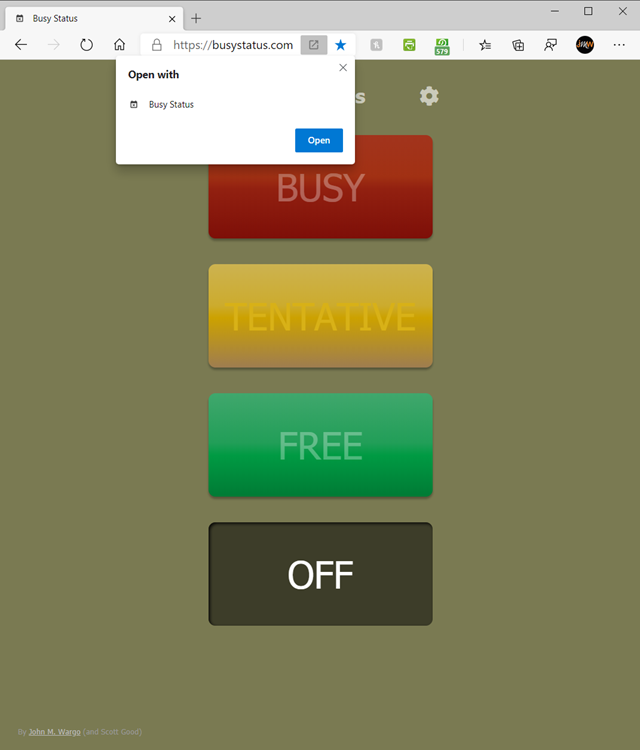 Busy Status
https://busystatus.com
579
Open with
Busy Status
Open
s
BUSY
TENTATIVE
FREE
OFF
By John M. Wargo (and Scott Good)